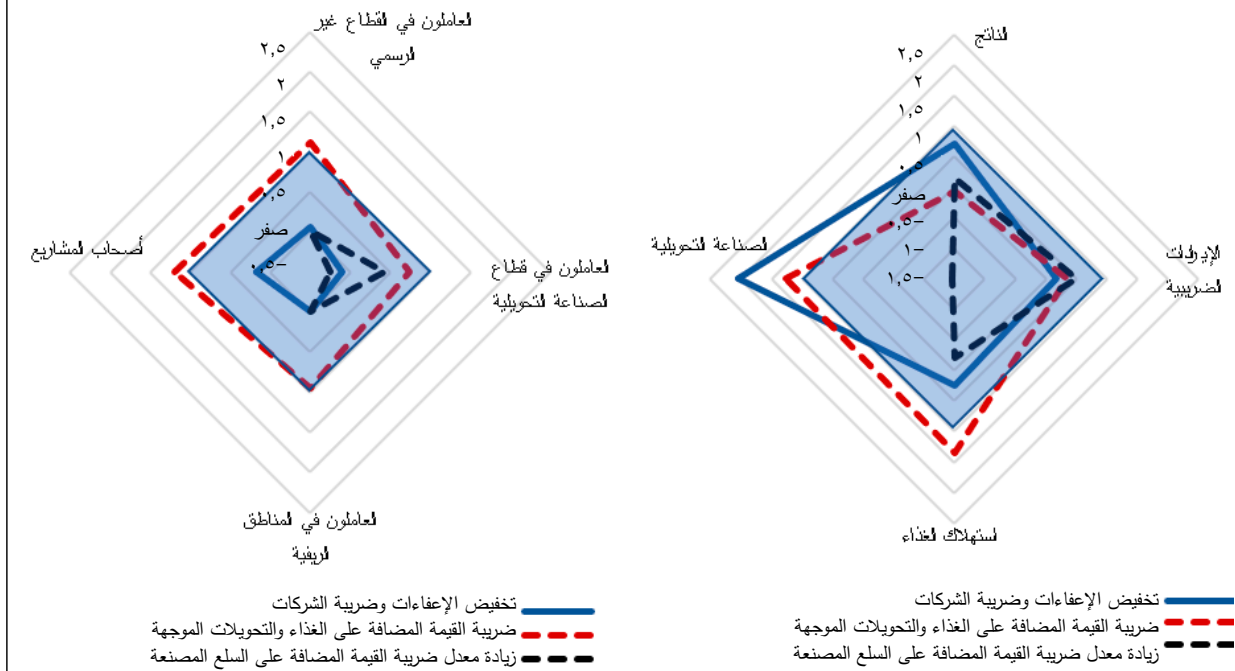 الناتج
٢,٥
٢
١,٥
١
٠,٥
صفر
-٠,٥
-١
-١,٥
الصناعة التحويلية
الإيرادات
الضريبية
استهلاك الغذاء
تخفيض الإعفاءات وضريبة الشركات
ضريبة القيمة المضافة على الغذاء والتحويلات الموجهة
زيادة معدل ضريبة القيمة المضافة على السلع المصنعة
العاملون في القطاع غير
الرسمي
٢,٥
٢
١,٥
١
٠,٥
صفر
-٠,٥
أصحاب المشاريع
العاملون في قطاع
الصناعة التحويلية
العاملون في المناطق
الريفية
تخفيض الإعفاءات وضريبة الشركات
ضريبة القيمة المضافة على الغذاء والتحويلات الموجهة
زيادة معدل ضريبة القيمة المضافة على السلع المصنعة